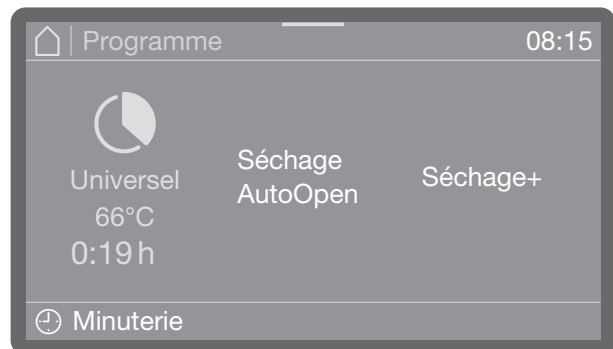 Programme 08:15
Universel
66°C
0:19 h
Séchage
AutoOpen
Séchage+
Minuterie